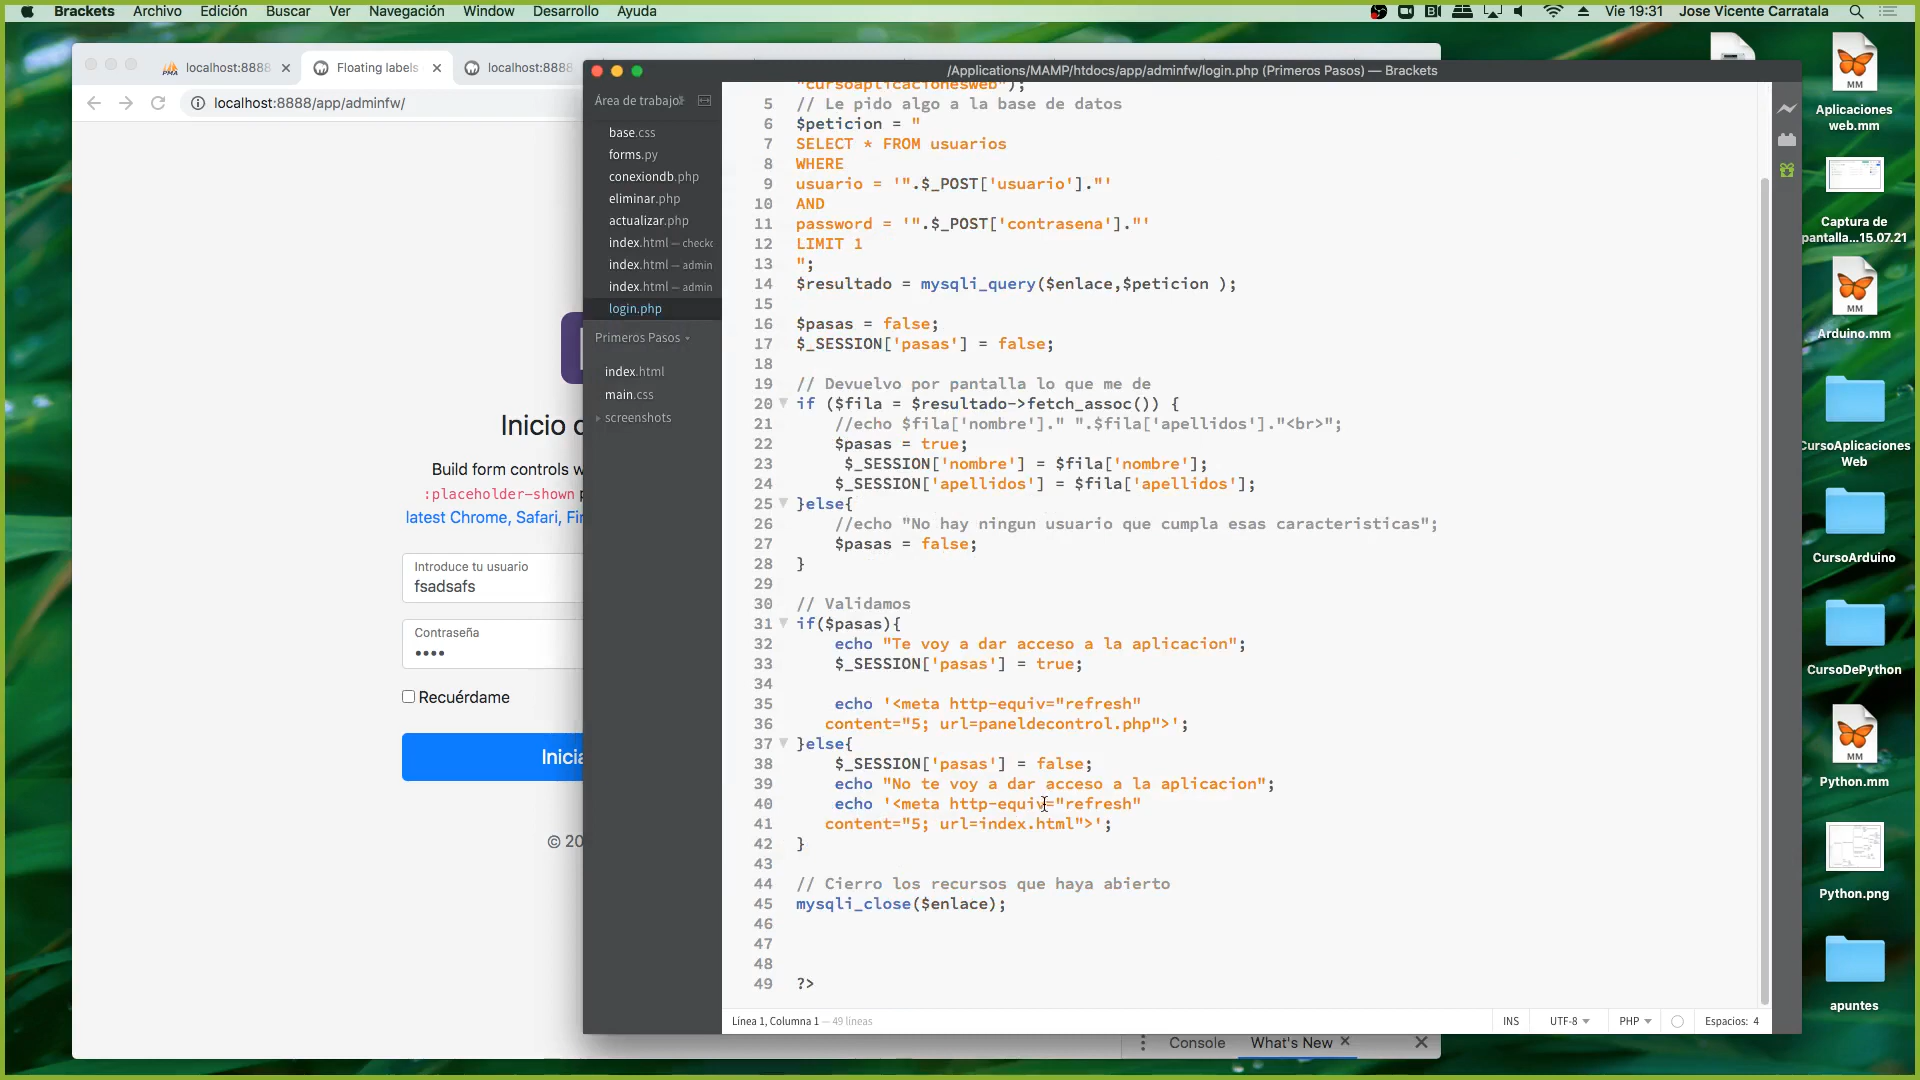 Brackets Archivo Edición Buscar Ver Navegación Window Desarrollo Ayuda
Vie 19:31 Jose Vicente Carratala
localhost:8888
Floating labels
localhost:8888
localhost:8888/app/adminfw/
Inicio
Build form controls w
:placeholder-shown p
latest Chrome, Safari, Fir
Introduce tu usuario
fsadsafs
Contraseña
••••
Recuérdame
Inicia
© 20
/Applications/MAMP/htdocs/app/adminfw/login.php (Primeros Pasos) — Brackets
Área de trabajo
base.css
forms.py
conexiondb.php
eliminar.php
actualizar.php
index.html — checkc
index.html — admin
index.html — admin
login.php
Primeros Pasos
index.html
main.css
screenshots
"cursoaplicacionesweb");
5 // Le pido algo a la base de datos
6 $peticion = "
7 SELECT * FROM usuarios
8 WHERE
9 usuario = '".$_POST['usuario']."'
10 AND
11 password = '".$_POST['contrasena']."'
12 LIMIT 1
13 ";
14 $resultado = mysqli_query($enlace,$peticion );
15
16 $pasas = false;
17 $_SESSION['pasas'] = false;
18
19 // Devuelvo por pantalla lo que me de
20 if ($fila = $resultado->fetch_assoc()) {
21 //echo $fila['nombre']." ".$fila['apellidos']."<br>";
22 $pasas = true;
23 $_SESSION['nombre'] = $fila['nombre'];
24 $_SESSION['apellidos'] = $fila['apellidos'];
25 }else{
26 //echo "No hay ningun usuario que cumpla esas caracteristicas";
27 $pasas = false;
28 }
29
30 // Validamos
31 if($pasas){
32 echo "Te voy a dar acceso a la aplicacion";
33 $_SESSION['pasas'] = true;
34
35 echo '<meta http-equiv="refresh"
36 content="5; url=paneldecontrol.php">';
37 }else{
38 $_SESSION['pasas'] = false;
39 echo "No te voy a dar acceso a la aplicacion";
40 echo '<meta http-equiv="refresh"
41 content="5; url=index.html">';
42 }
43
44 // Cierro los recursos que haya abierto
45 mysqli_close($enlace);
46
47
48
49 ?>
Línea 1, Columna 1 — 49 líneas
INS UTF-8 PHP Espacios: 4
Console What's New
MM
Aplicaciones
web.mm
Captura de
pantalla...15.07.21
MM
Arduino.mm
CursoAplicaciones
Web
CursoArduino
CursoDePython
MM
Python.mm
Python.png
apuntes